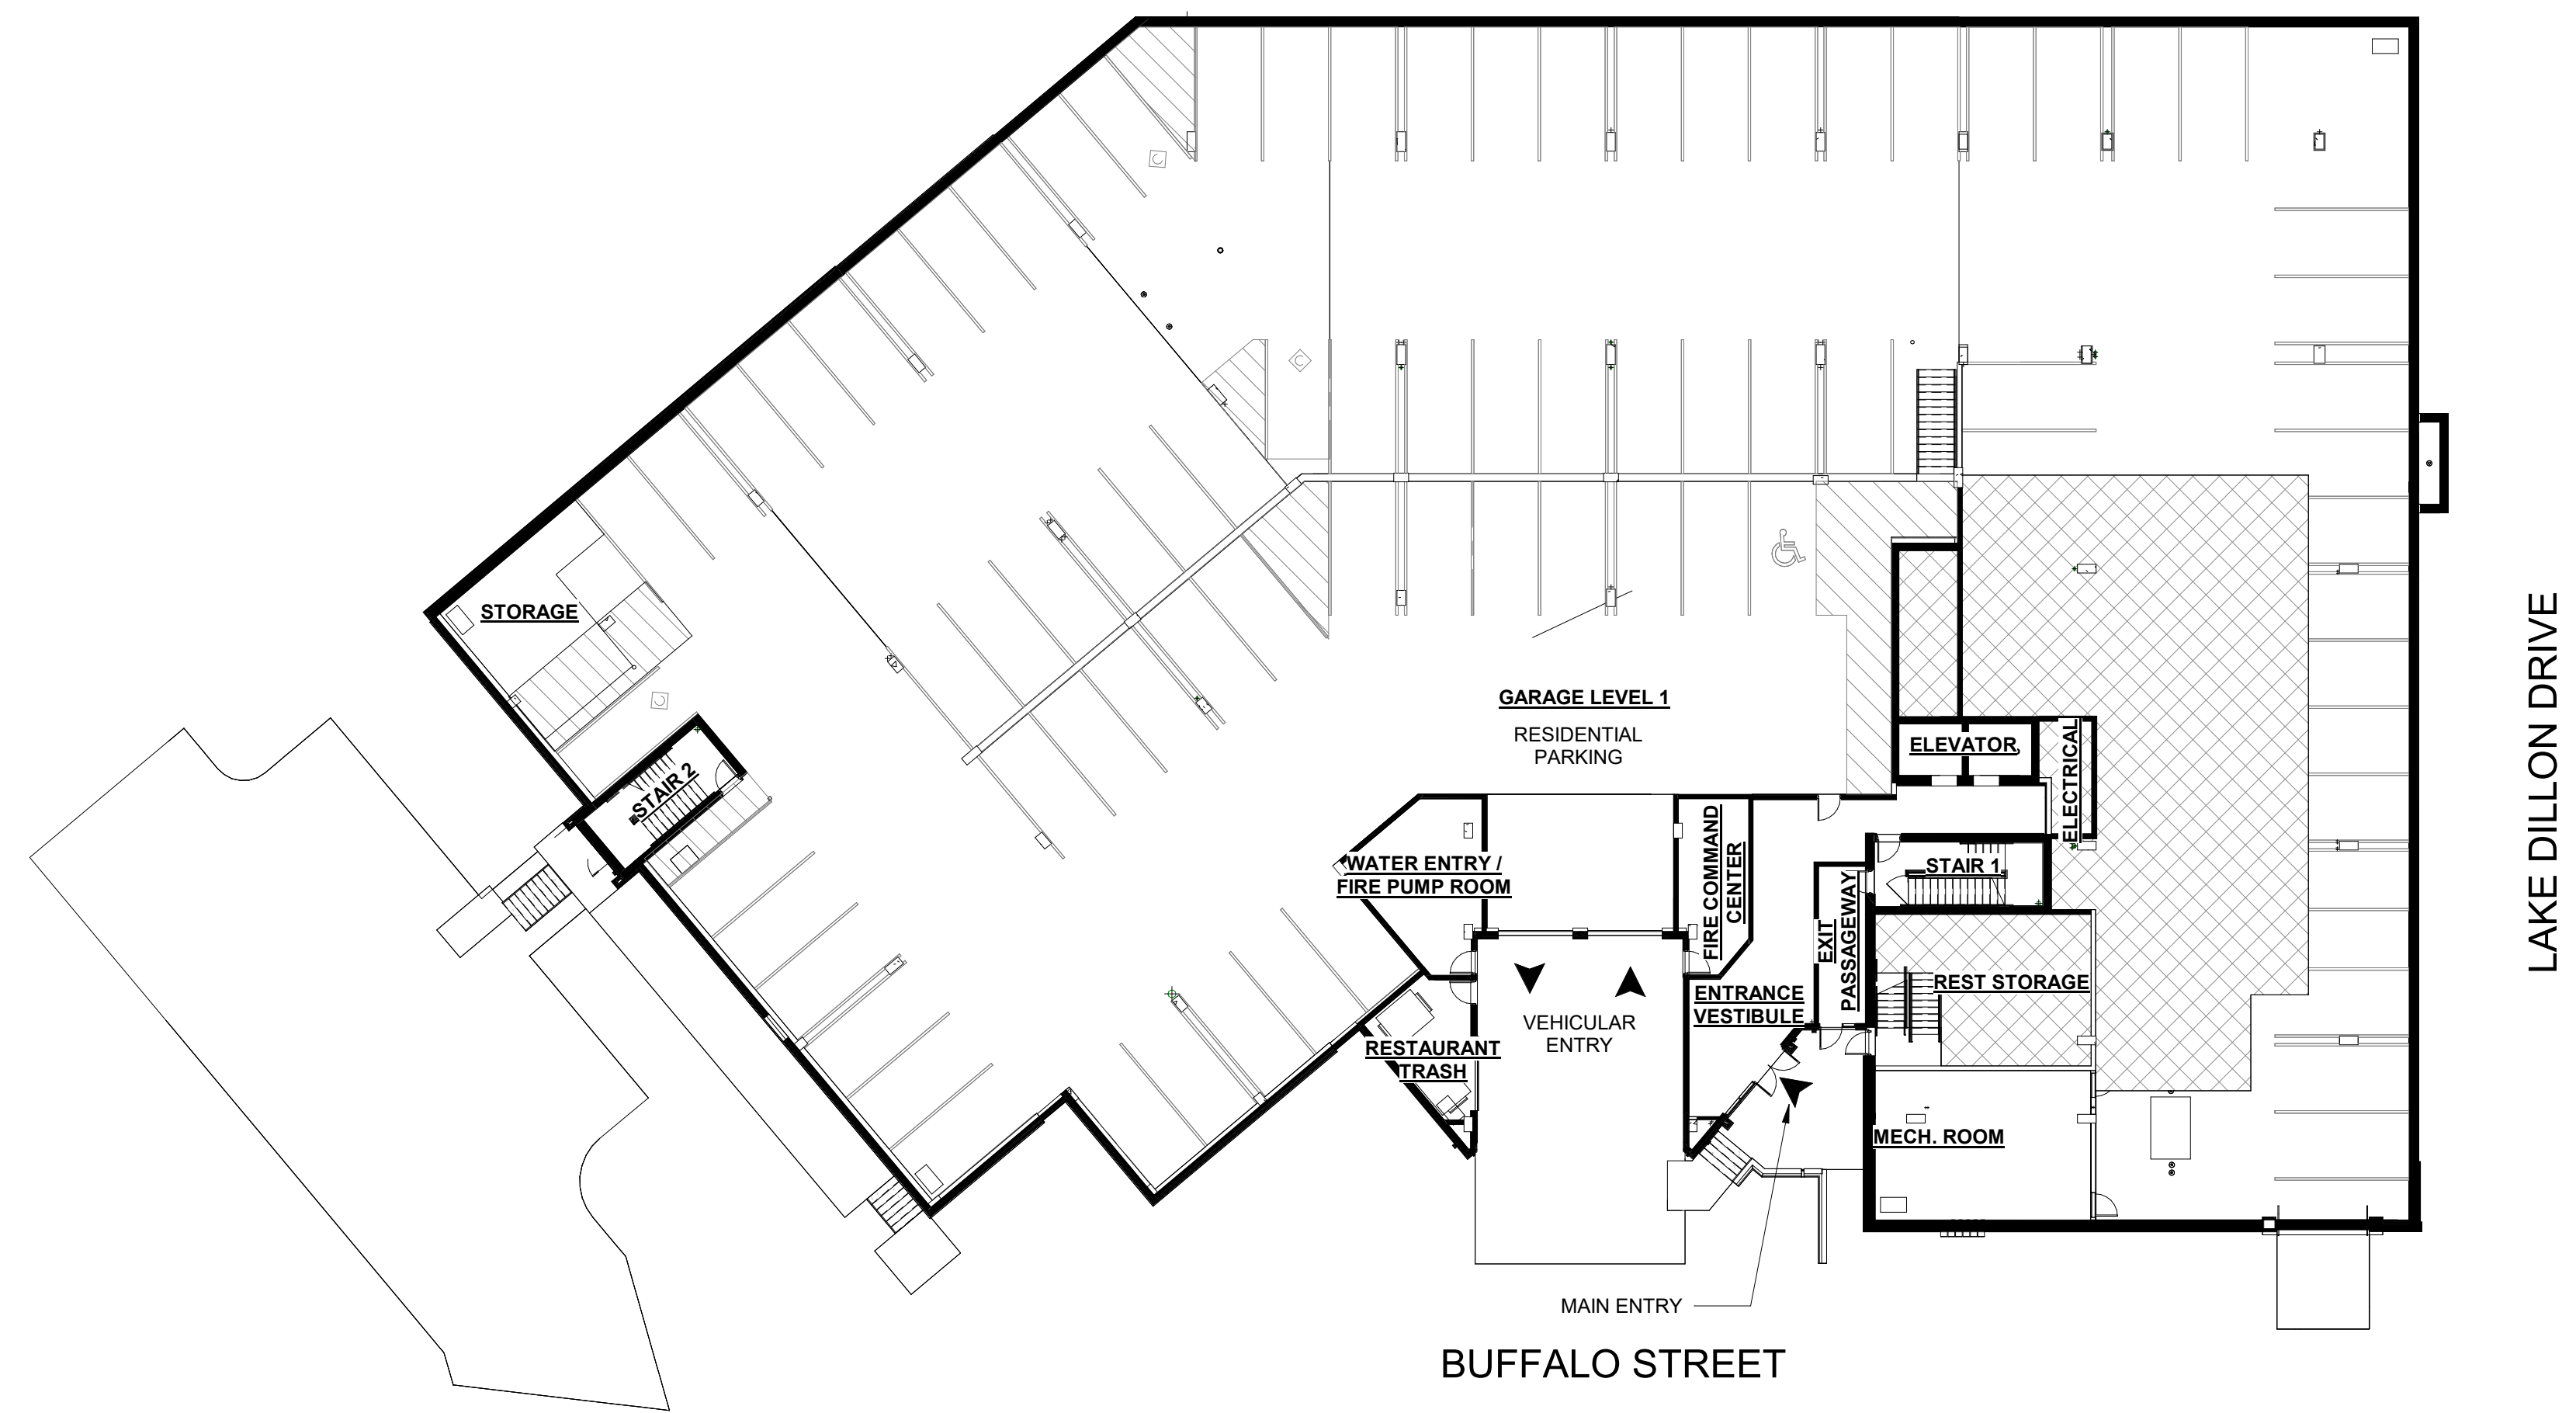 STORAGE
LAKE DILLON DRIVE
GARAGE LEVEL 1
RESIDENTIAL
PARKING
ELEVATOR
ELECTRICAL
STAIR 2
WATER ENTRY /
FIRE PUMP ROOM
FIRE COMMAND
CENTER
STAIR 1
EXIT
PASSAGEWAY
REST STORAGE
ENTRANCE
VESTIBULE
VEHICULAR
ENTRY
RESTAURANT
TRASH
MECH. ROOM
MAIN ENTRY
BUFFALO STREET